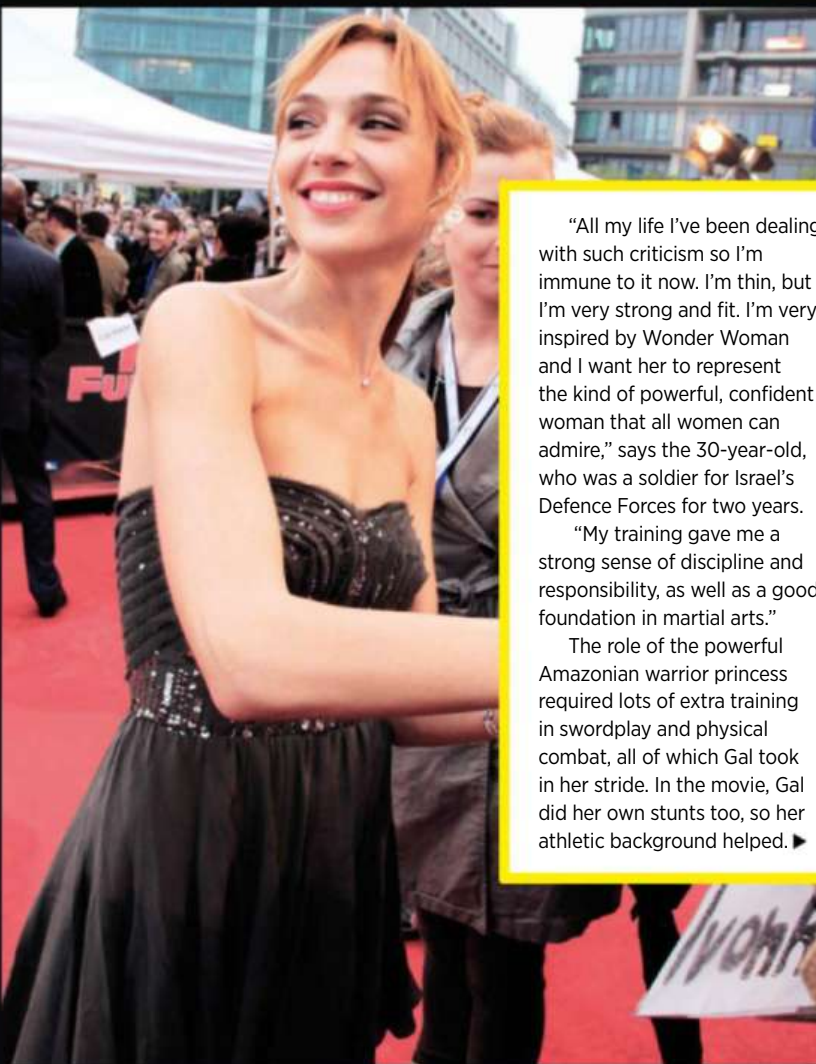 “All my life I’ve been dealing
with such criticism so I’m
immune to it now. I’m thin, but
I’m very strong and fit. I’m very
inspired by Wonder Woman
and I want her to represent
the kind of powerful, confident
woman that all women can
admire,” says the 30-year-old,
who was a soldier for Israel’s
Defence Forces for two years.
“My training gave me a
strong sense of discipline and
responsibility, as well as a good
foundation in martial arts.”
The role of the powerful
Amazonian warrior princess
required lots of extra training
in swordplay and physical
combat, all of which Gal took
in her stride. In the movie, Gal
did her own stunts too, so her
athletic background helped. ▶